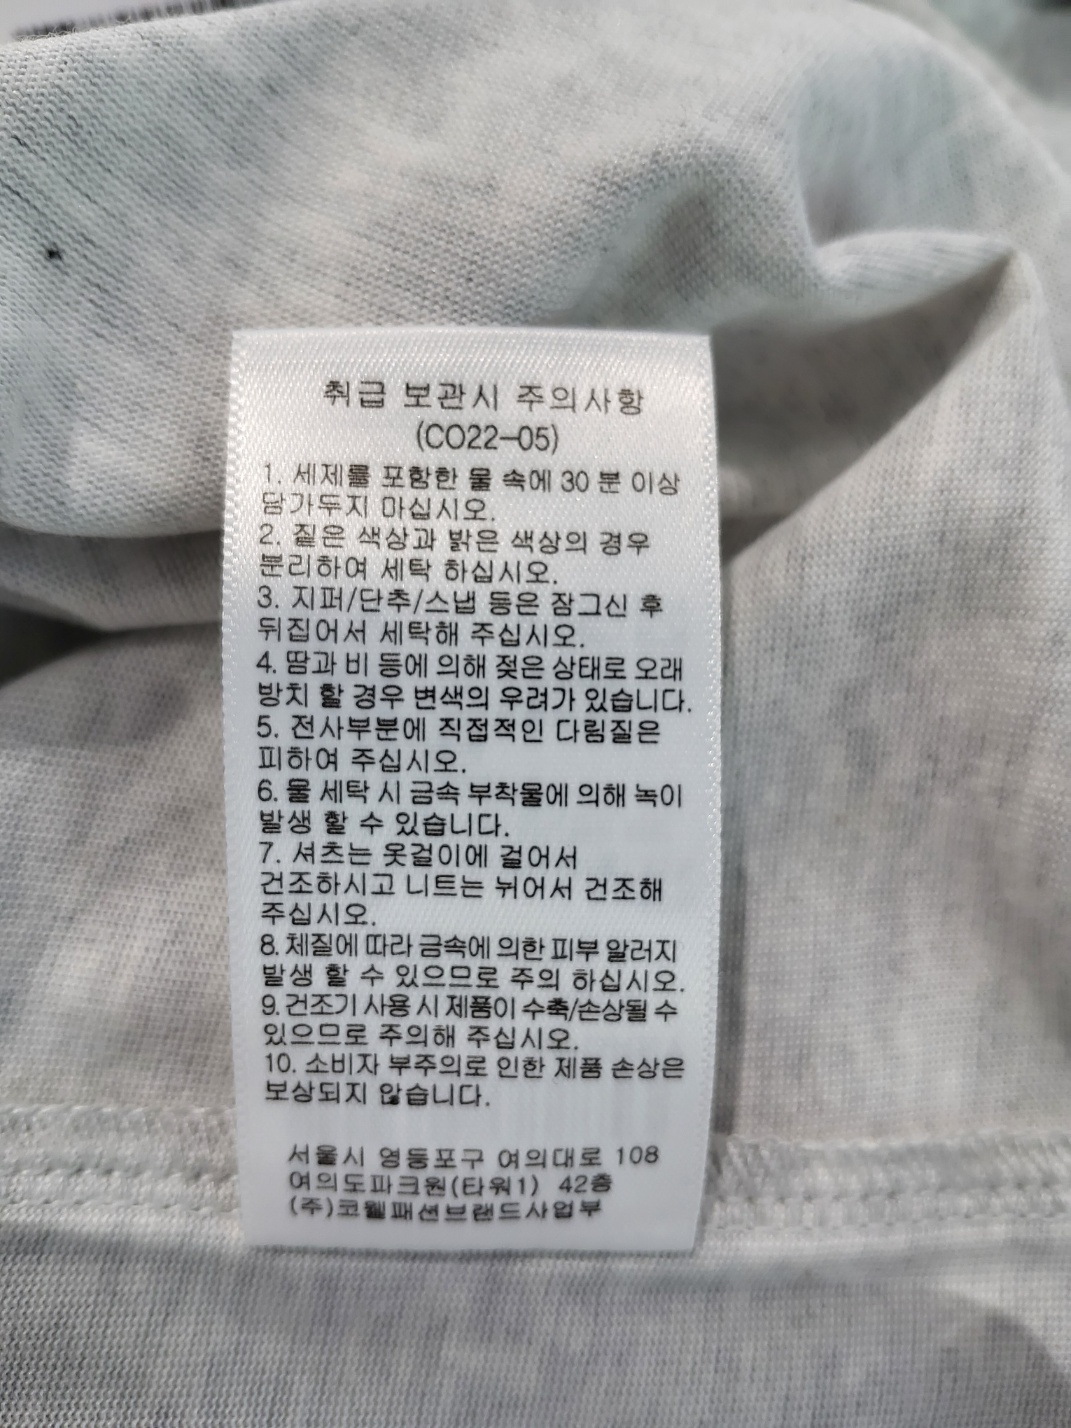 취급 보관시 주의사항
(CO22-05)
1. 세제를 포함한 물 속에 30 분 이상
담가두지 마십시오.
2. 짙은 색상과 밝은 색상의 경우
분리하여 세탁 하십시오.
3. 지퍼/단추/스냅 등은 잠그신 후
뒤집어서 세탁해 주십시오.
4. 땀과 비 등에 의해 젖은 상태로 오래
방치 할 경우 변색의 우려가 있습니다.
5. 전사부분에 직접적인 다림질은
피하여 주십시오.
6. 물 세탁 시 금속 부착물에 의해 녹이
발생 할 수 있습니다.
7. 셔츠는 옷걸이에 걸어서
건조하시고 니트는 뉘어서 건조해
주십시오.
8. 체질에 따라 금속에 의한 피부 알러지
발생 할 수 있으므로 주의 하십시오.
9. 건조기 사용 시 제품이 수축/손상될 수
있으므로 주의해 주십시오.
10. 소비자 부주의로 인한 제품 손상은
보상되지 않습니다.
서울시 영등포구 여의대로 108
여의도파크원(타워1) 42층
(주)코웰패션브랜드사업부